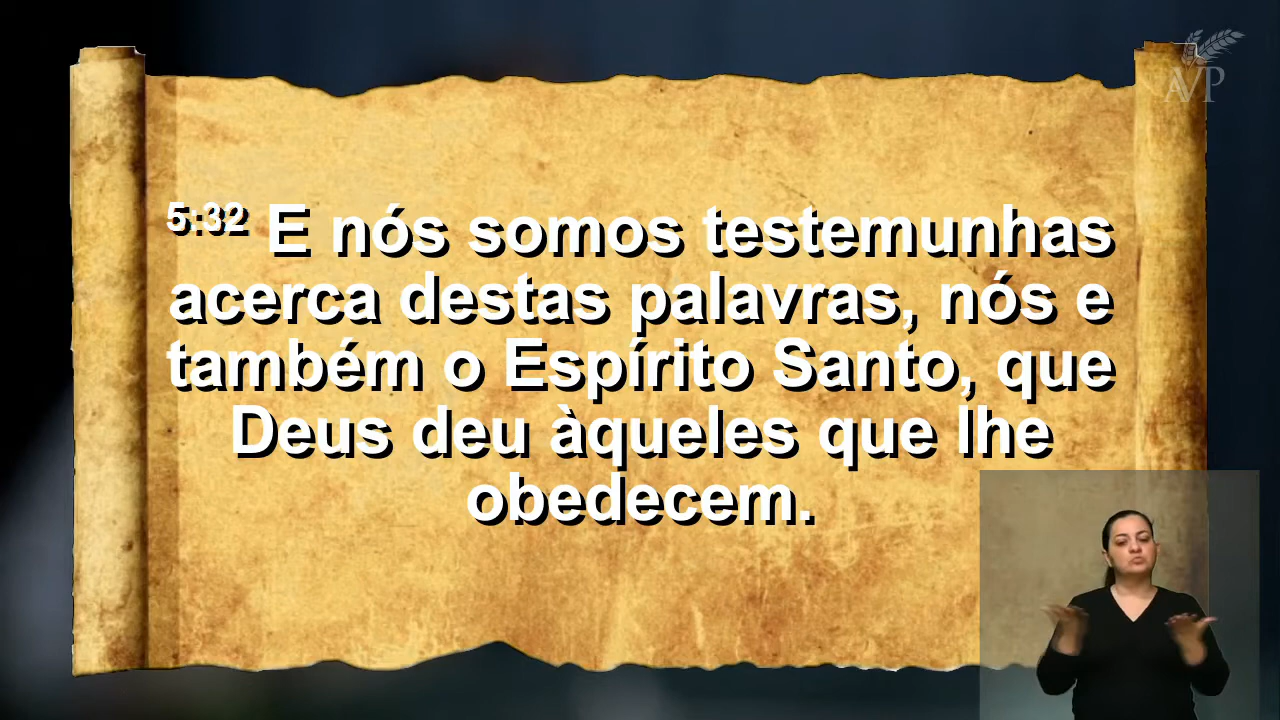 AVP
5:32 E nós somos testemunhas
acerca destas palavras, nós e
também o Espírito Santo, que
Deus deu àqueles que lhe
obedecem.